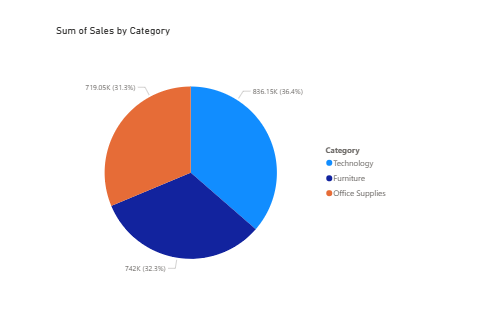 Sum of Sales by Category
719.05K (31.3%)
836.15K (36.4%)
Category
Technology
Furniture
Office Supplies
742K (32.3%)